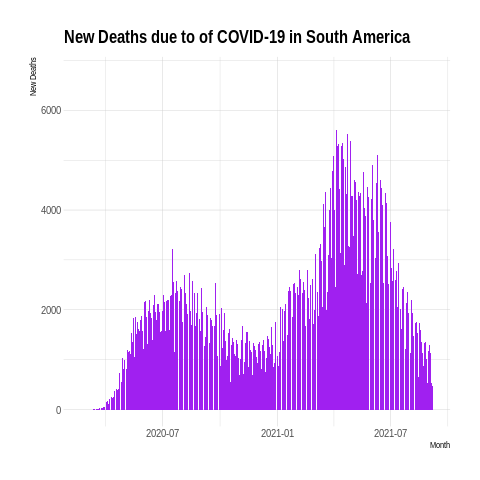 New Deaths due to of COVID-19 in South America
New Deaths
6000
4000
2000
0
2020-07
2021-01
2021-07
Month